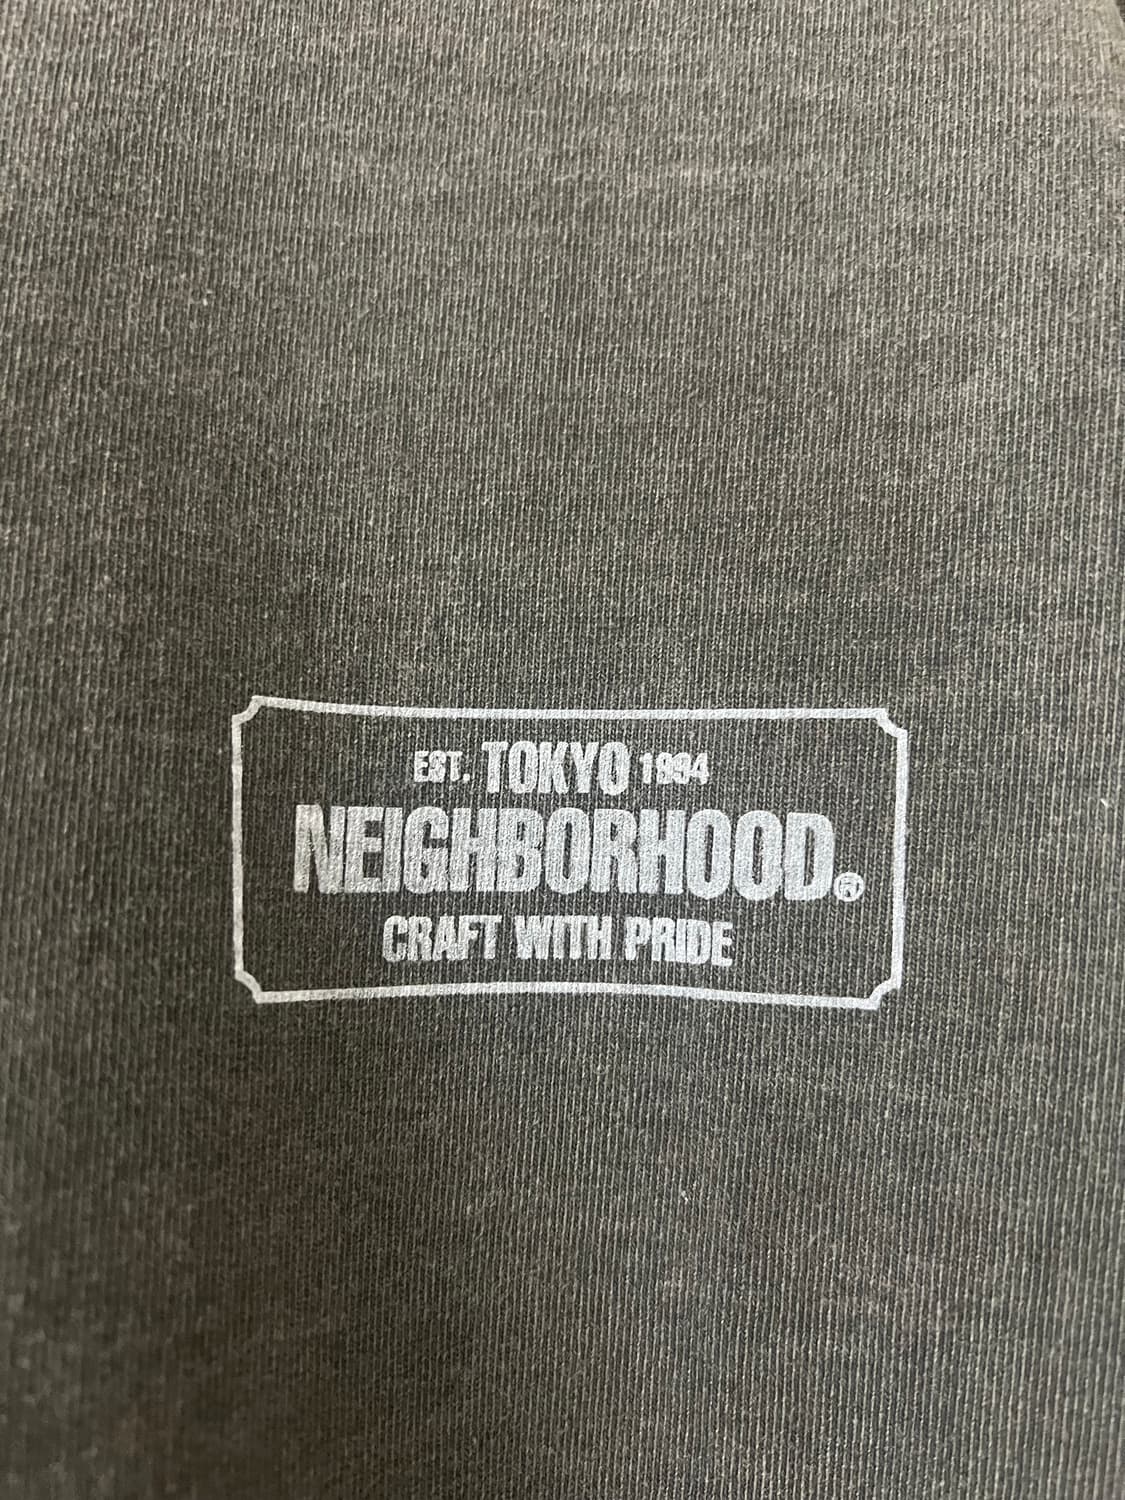 EST. TOKYO 1994
NEIGHBORHOOD.®
CRAFT WITH PRIDE